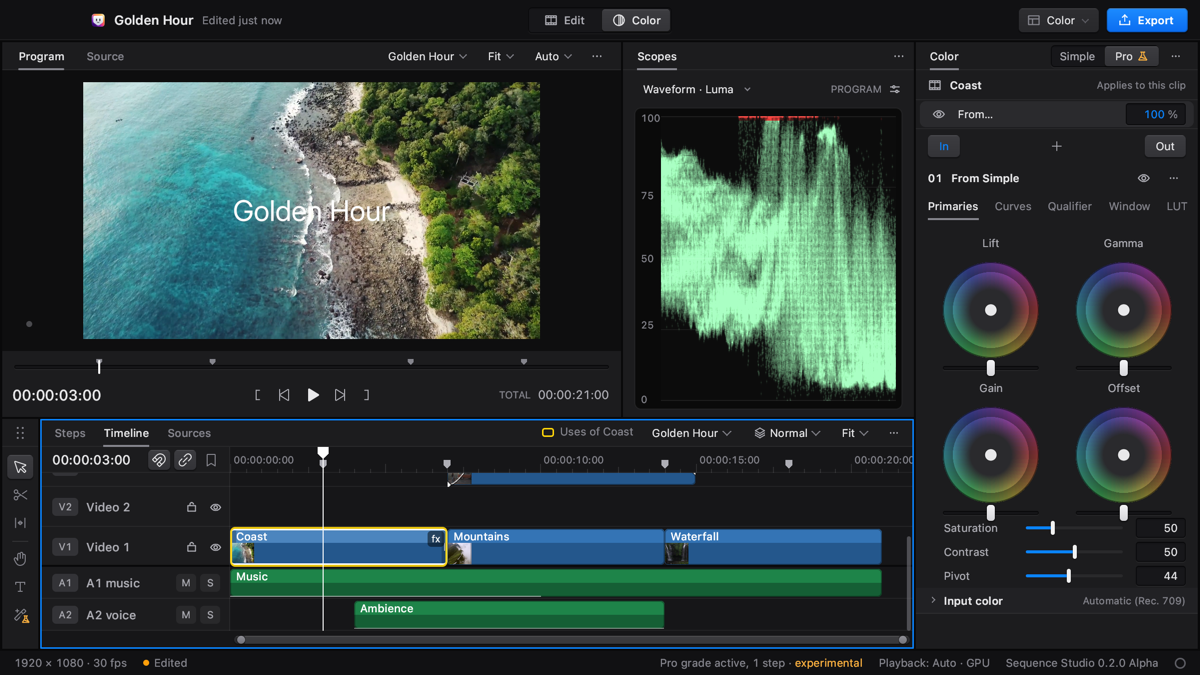 Golden Hour Edited just now
Edit Color
Color Export
Program Source
Golden Hour Fit Auto
Golden Hour
00:00:03:00 TOTAL 00:00:21:00
Scopes
Waveform · Luma PROGRAM
100
75
50
25
0
Color Simple Pro
Coast Applies to this clip
From... 100 %
In Out
01 From Simple
Primaries Curves Qualifier Window LUT
Lift Gamma
Gain Offset
Saturation 50
Contrast 50
Pivot 44
Input color Automatic (Rec. 709)
Steps Timeline Sources Uses of Coast Golden Hour Normal Fit
00:00:03:00 00:00:00:00 00:00:10:00 00:00:15:00 00:00:20:00
V2 Video 2
V1 Video 1 Coast fx Mountains Waterfall
A1 A1 music M S Music
A2 A2 voice M S Ambience
1920 × 1080 · 30 fps Edited Pro grade active, 1 step · experimental Playback: Auto · GPU Sequence Studio 0.2.0 Alpha